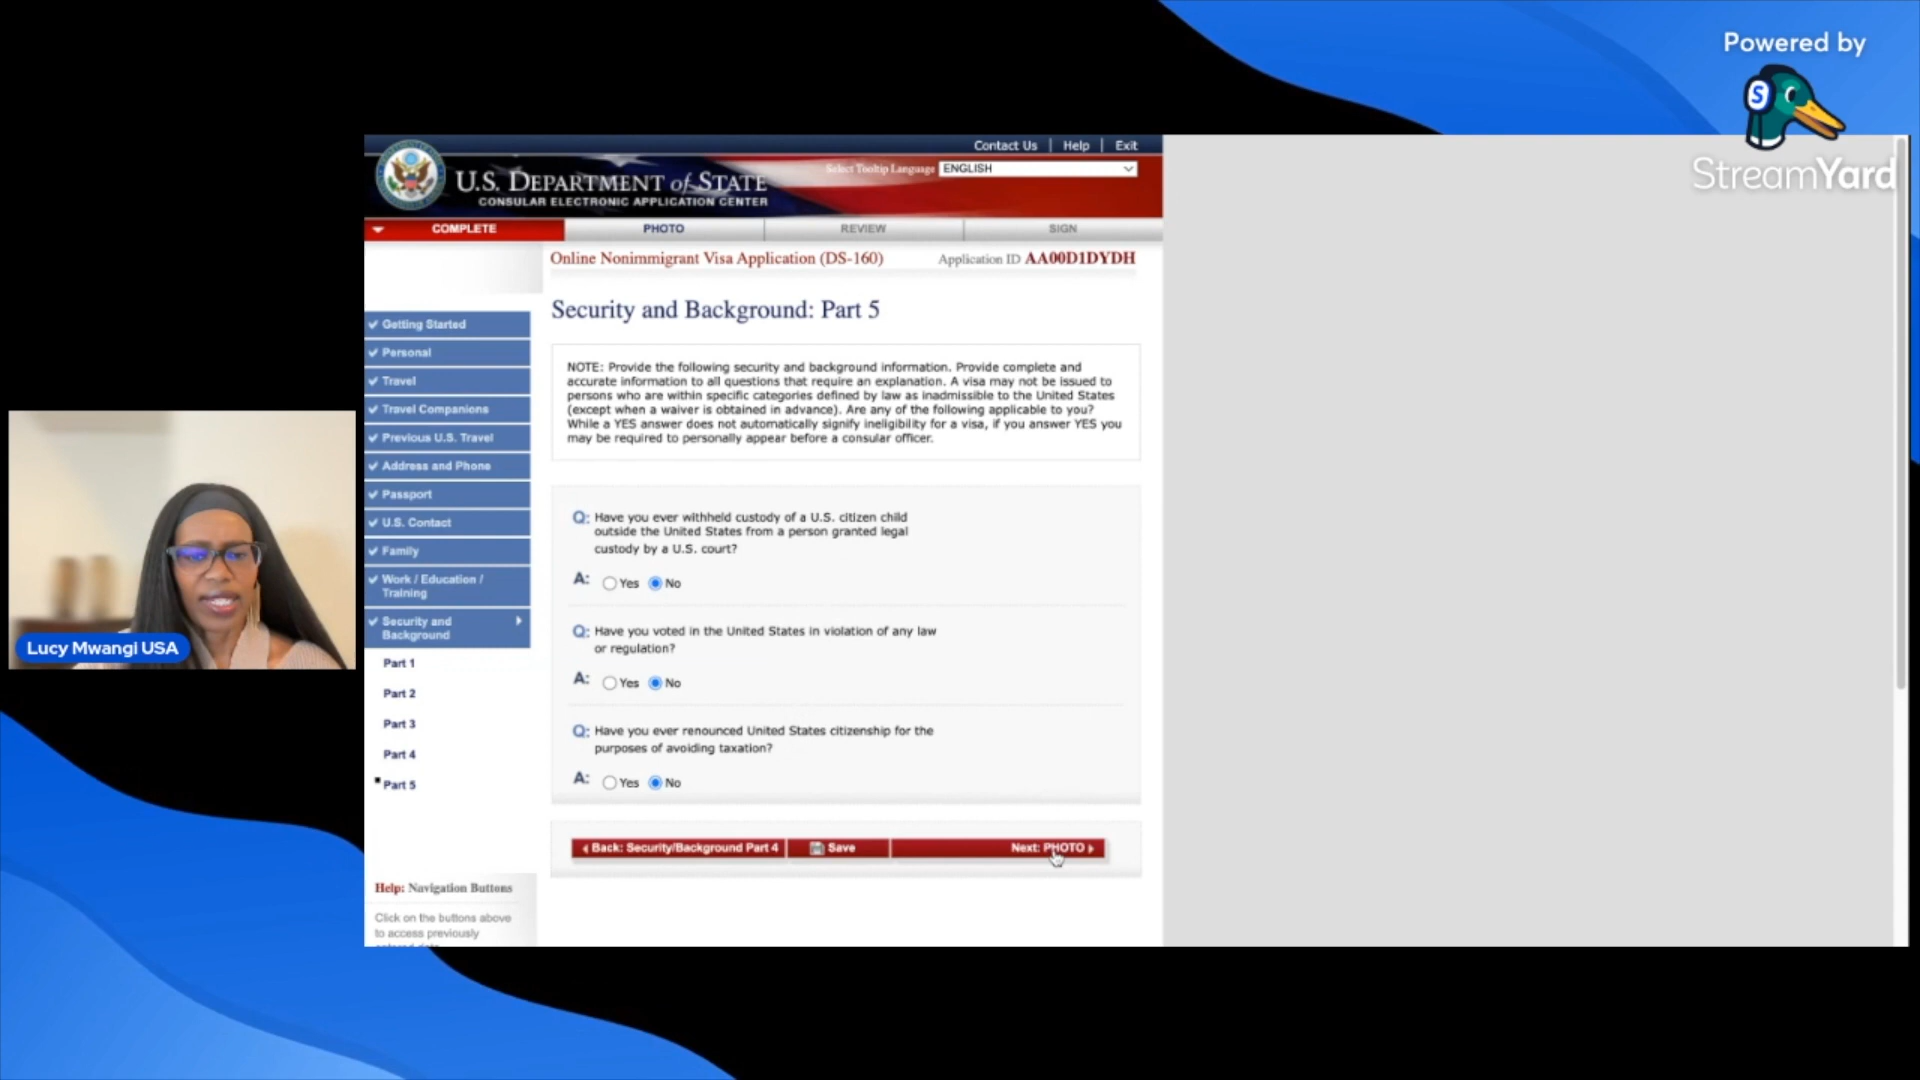 Powered by
S
StreamYard
Contact Us | Help | Exit
Select Tooltip Language ENGLISH
U.S. DEPARTMENT of STATE
CONSULAR ELECTRONIC APPLICATION CENTER
COMPLETE PHOTO REVIEW SIGN
Online Nonimmigrant Visa Application (DS-160) Application ID AA00D1DYDH
Getting Started
Personal
Travel
Travel Companions
Previous U.S. Travel
Address and Phone
Passport
U.S. Contact
Family
Work / Education /
Training
Security and
Background
Part 1
Part 2
Part 3
Part 4
Part 5
Help: Navigation Buttons
Click on the buttons above
to access previously
Security and Background: Part 5
NOTE: Provide the following security and background information. Provide complete and
accurate information to all questions that require an explanation. A visa may not be issued to
persons who are within specific categories defined by law as inadmissible to the United States
(except when a waiver is obtained in advance). Are any of the following applicable to you?
While a YES answer does not automatically signify ineligibility for a visa, if you answer YES you
may be required to personally appear before a consular officer.
Q: Have you ever withheld custody of a U.S. citizen child
outside the United States from a person granted legal
custody by a U.S. court?
A: Yes No
Q: Have you voted in the United States in violation of any law
or regulation?
A: Yes No
Q: Have you ever renounced United States citizenship for the
purposes of avoiding taxation?
A: Yes No
Back: Security/Background Part 4 Save Next: PHOTO
Lucy Mwangi USA